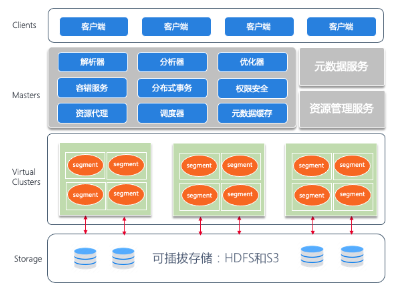 Clients
客户端 客户端 客户端 客户端
Masters
解析器 分析器 优化器
容错服务 分布式事务 权限安全
资源代理 调度器 元数据缓存
元数据服务
资源管理服务
Virtual
Clusters
segment segment segment segment segment segment
segment segment segment segment segment segment
Storage
可插拔存储：HDFS和S3